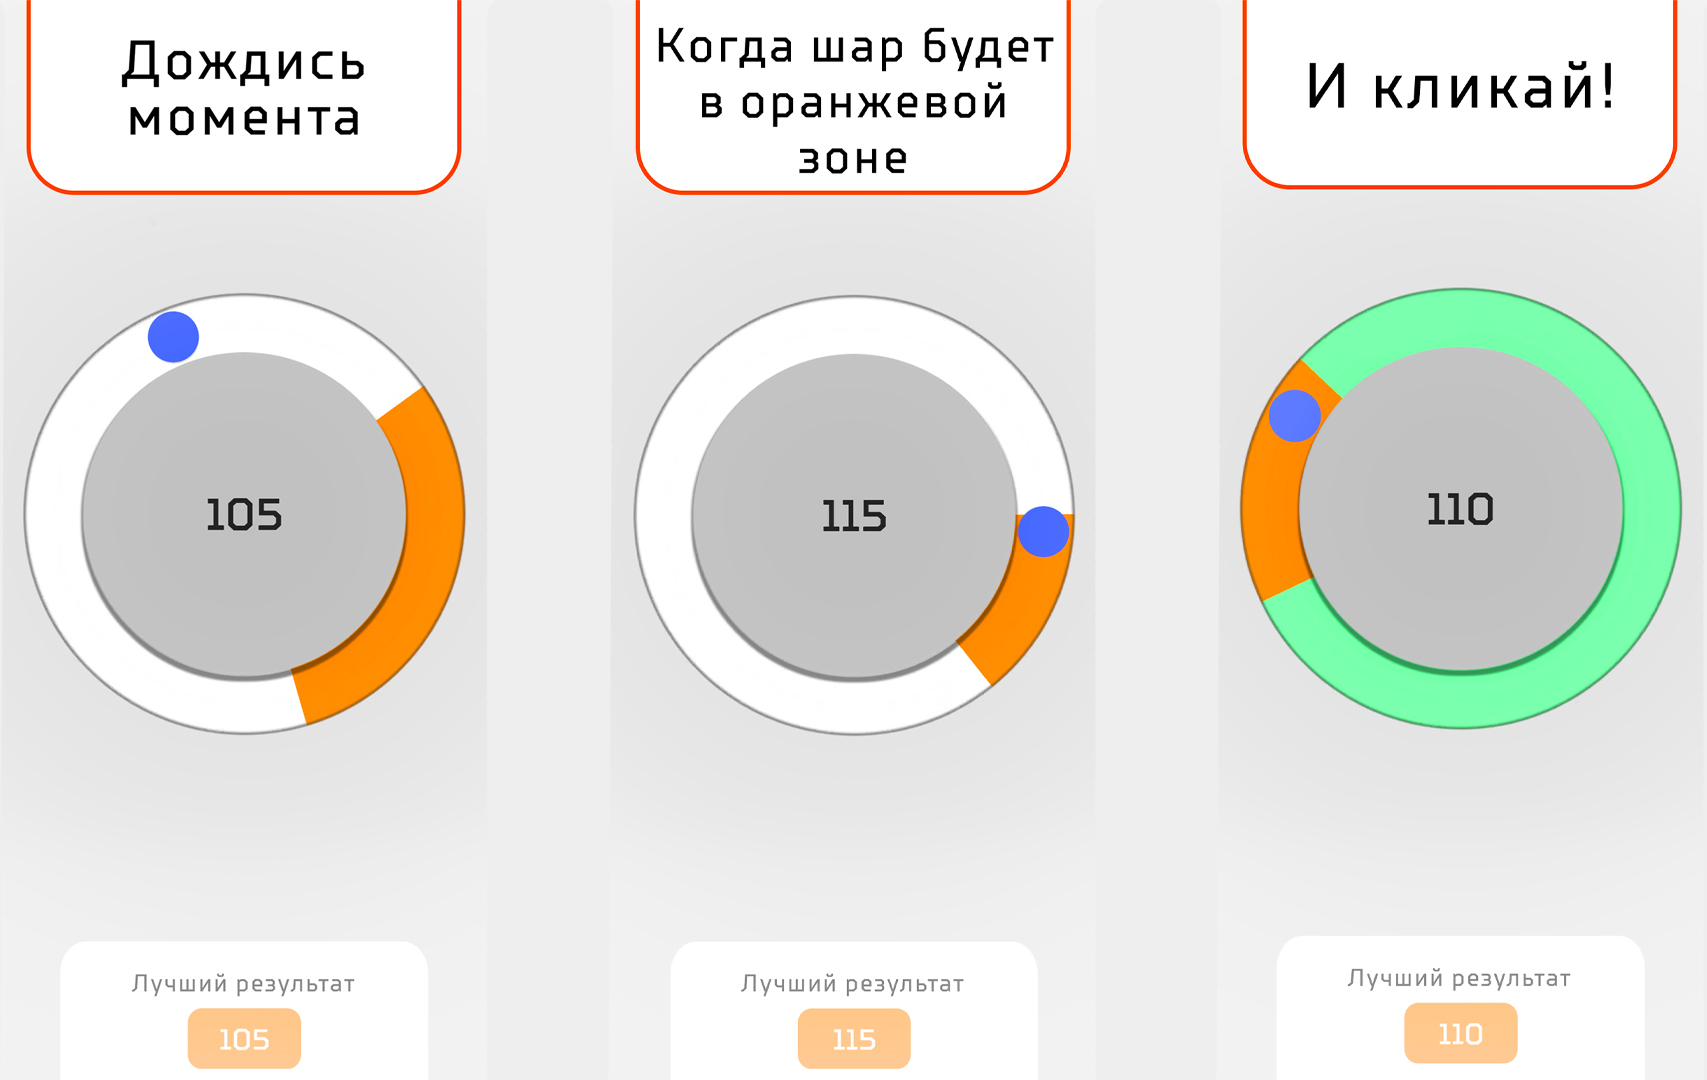 Дождись
момента
105
Лучший результат
105
Когда шар будет
в оранжевой
зоне
115
Лучший результат
115
И кликай!
110
Лучший результат
110